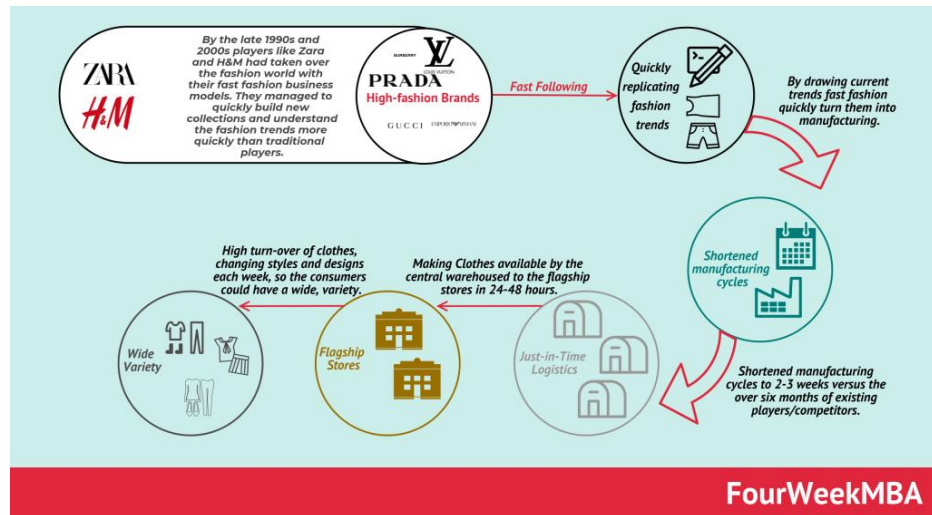 ZARA
H&M
By the late 1990s and
2000s players like Zara
and H&M had taken over
the fashion world with
their fast fashion business
models. They managed to
quickly build new
collections and understand
the fashion trends more
quickly than traditional
players.
BURBERRY
LV
LOUIS VUITTON
PRADA
High-fashion Brands
GUCCI
EMPORIO ARMANI
Fast Following
Quickly
replicating
fashion
trends
By drawing current
trends fast fashion
quickly turn them into
manufacturing.
Shortened
manufacturing
cycles
Shortened manufacturing
cycles to 2-3 weeks versus the
over six months of existing
players/competitors.
Just-in-Time
Logistics
Making Clothes available by the
central warehoused to the flagship
stores in 24-48 hours.
Flagship
Stores
High turn-over of clothes,
changing styles and designs
each week, so the consumers
could have a wide, variety.
Wide
Variety
FourWeekMBA